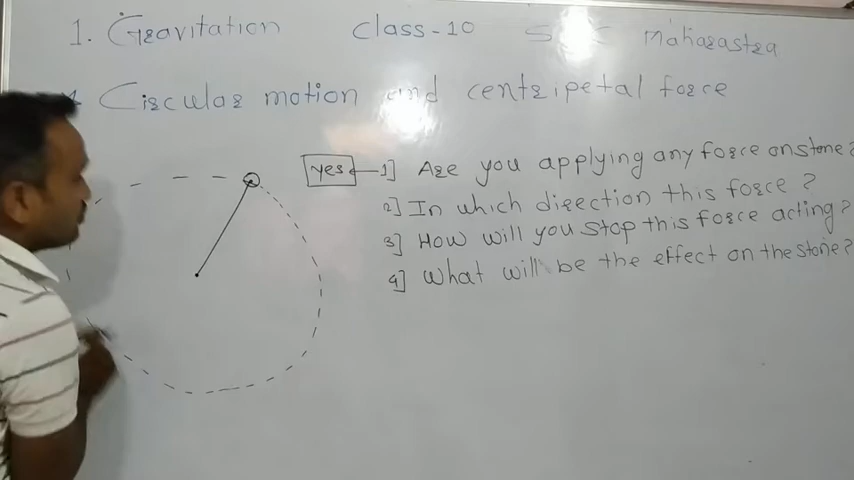 1. Gravitation Class-10 Maharastra
Circular motion and centripetal force
yes 1] Are you applying any force on stone?
2] In which direction this force ?
3] How will you stop this force acting?
4] What will be the effect on the stone?